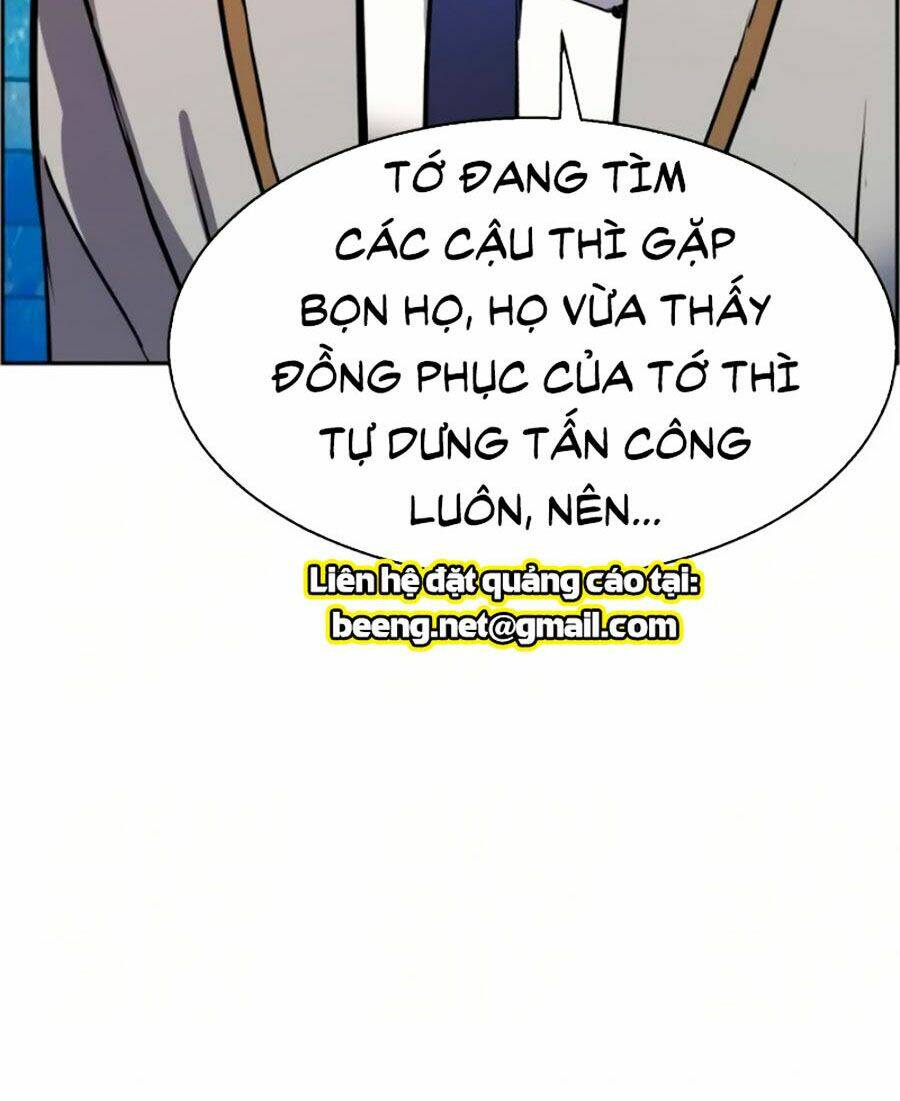 TỚ ĐANG TÌM
CÁC CẬU THÌ GẶP
BỌN HỌ, HỌ VỪA THẤY
ĐỒNG PHỤC CỦA TỚ THÌ
TỰ DƯNG TẤN CÔNG
LUÔN, NÊN...
Liên hệ đặt quảng cáo tại:
beeng.net@gmail.com